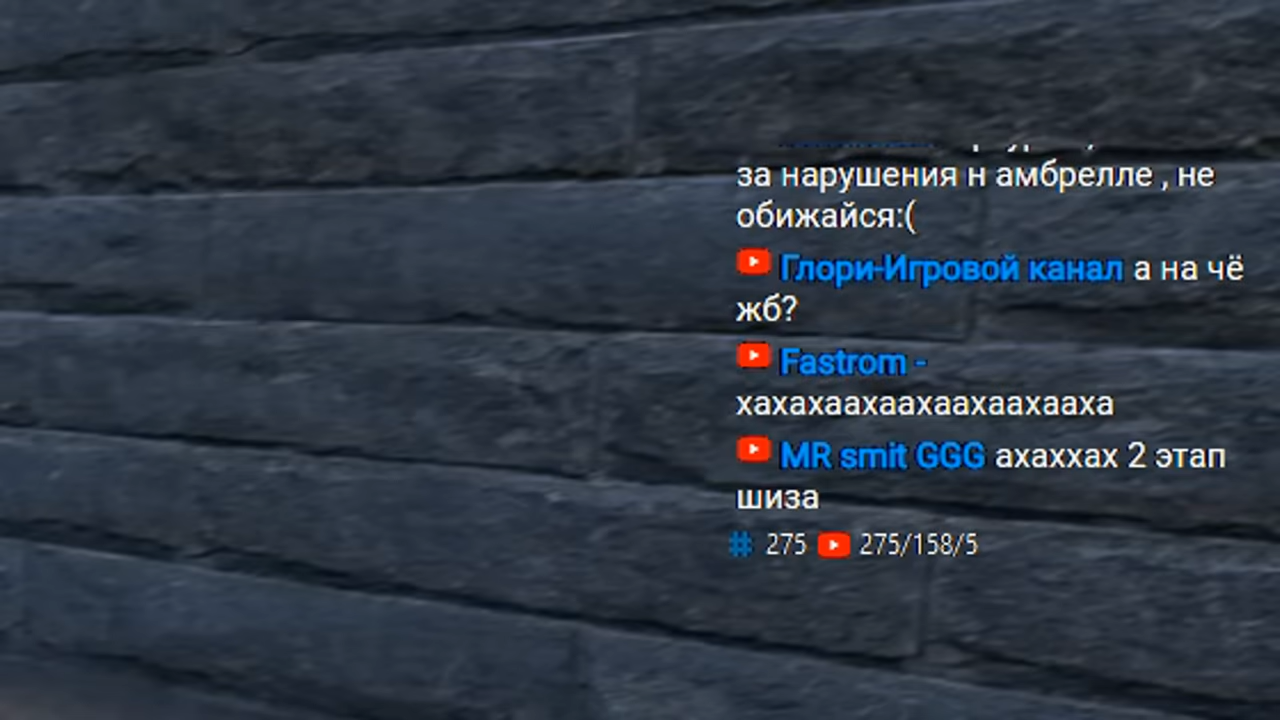 за нарушения н амбрелле , не
обижайся:(
Глори-Игровой канал а на чё
жб?
Fastrom -
хахахаахаахаахаахааха
MR smit GGG ахаххах 2 этап
шиза
# 275 275/158/5